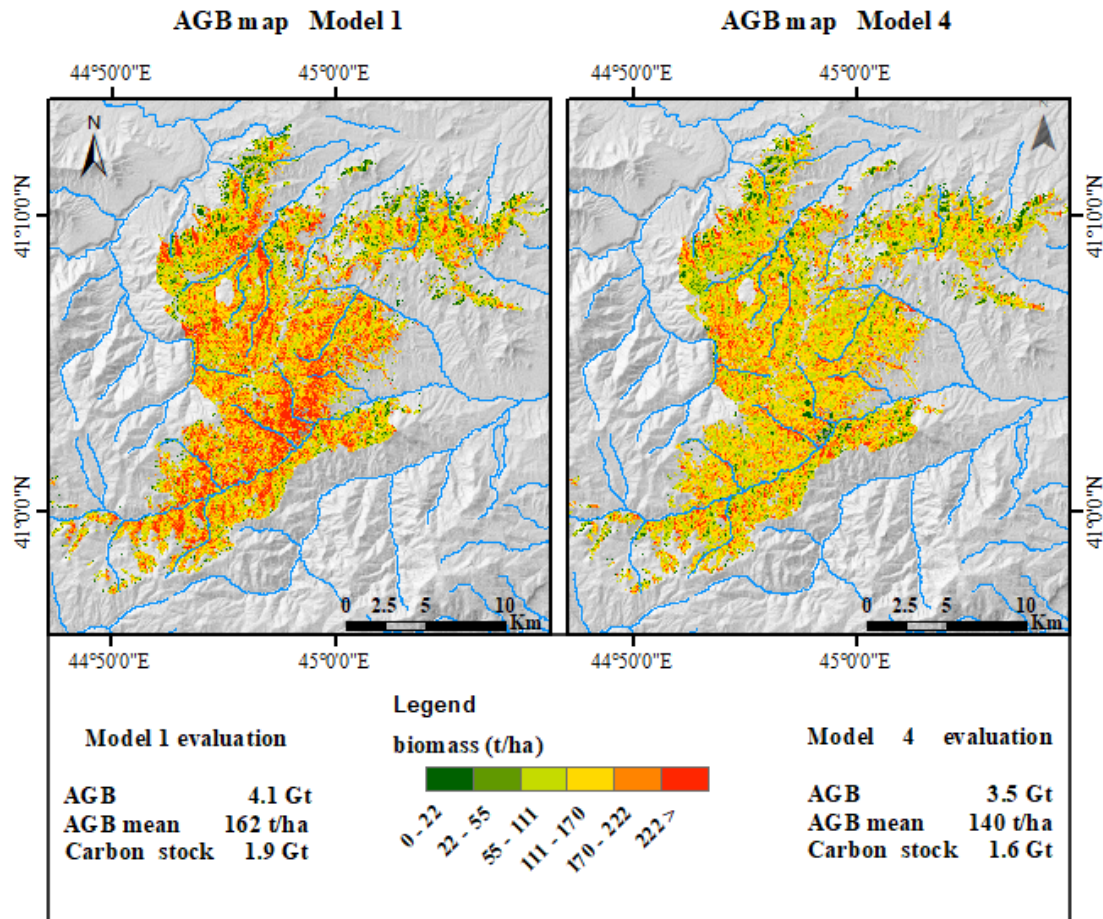 AGB map Model 1
AGB map Model 4
44°50'0"E 45°0'0"E
44°50'0"E 45°0'0"E
N
N
41°10'0"N
41°0'0"N
41°10'0"N
41°0'0"N
0 2.5 5 10
Km
0 2.5 5 10
Km
44°50'0"E 45°0'0"E
44°50'0"E 45°0'0"E
Model 1 evaluation
AGB 4.1 Gt
AGB mean 162 t/ha
Carbon stock 1.9 Gt
Legend
biomass (t/ha)
0 - 22
22 - 55
55 - 111
111 - 170
170 - 222
222 >
Model 4 evaluation
AGB 3.5 Gt
AGB mean 140 t/ha
Carbon stock 1.6 Gt